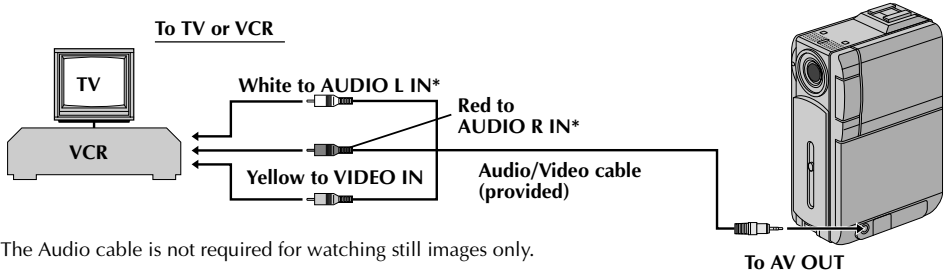 To TV or VCR
TV
VCR
White to AUDIO L IN*
Red to
AUDIO R IN*
Yellow to VIDEO IN
Audio/Video cable
(provided)
To AV OUT
The Audio cable is not required for watching still images only.